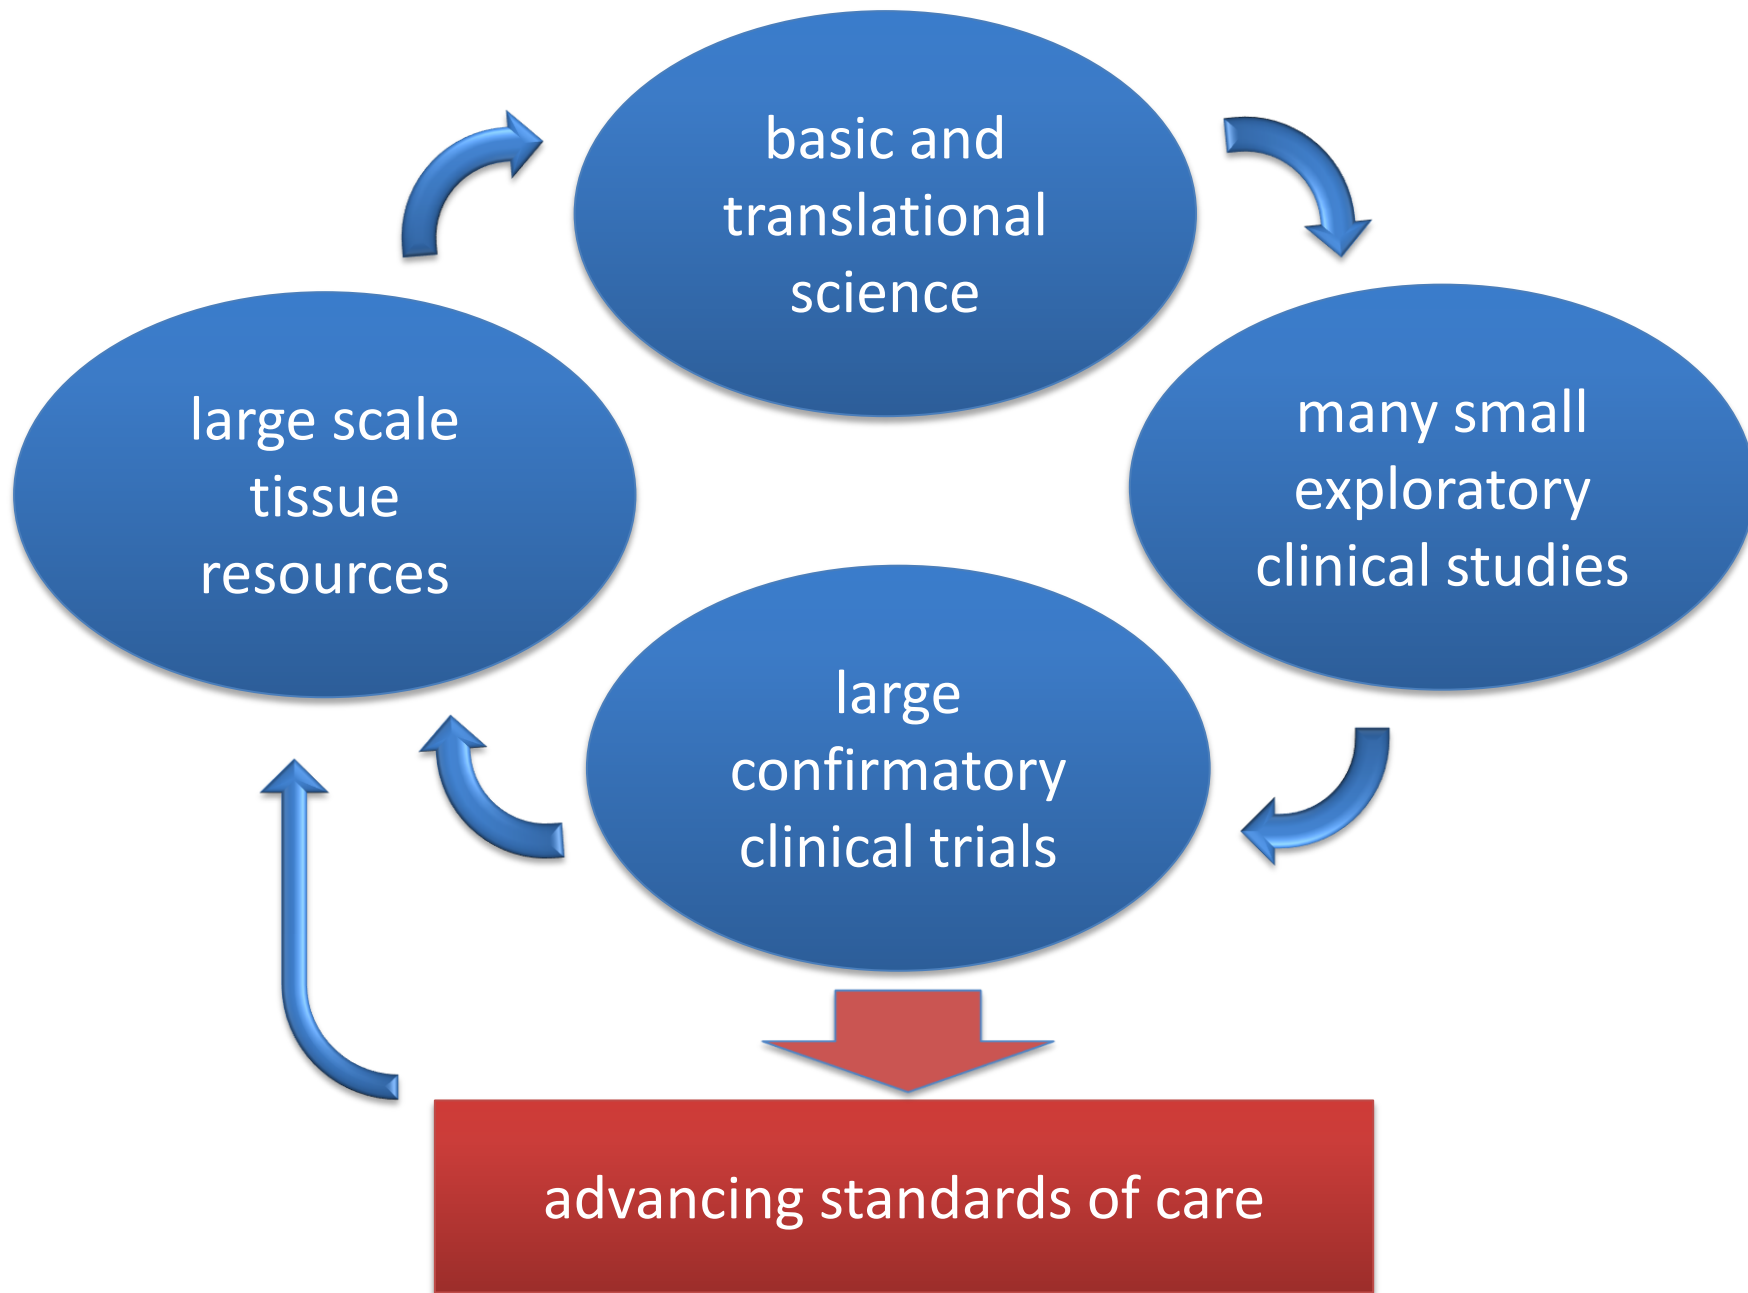 basic and
translational
science
large scale
tissue
resources
many small
exploratory
clinical studies
large
confirmatory
clinical trials
advancing standards of care